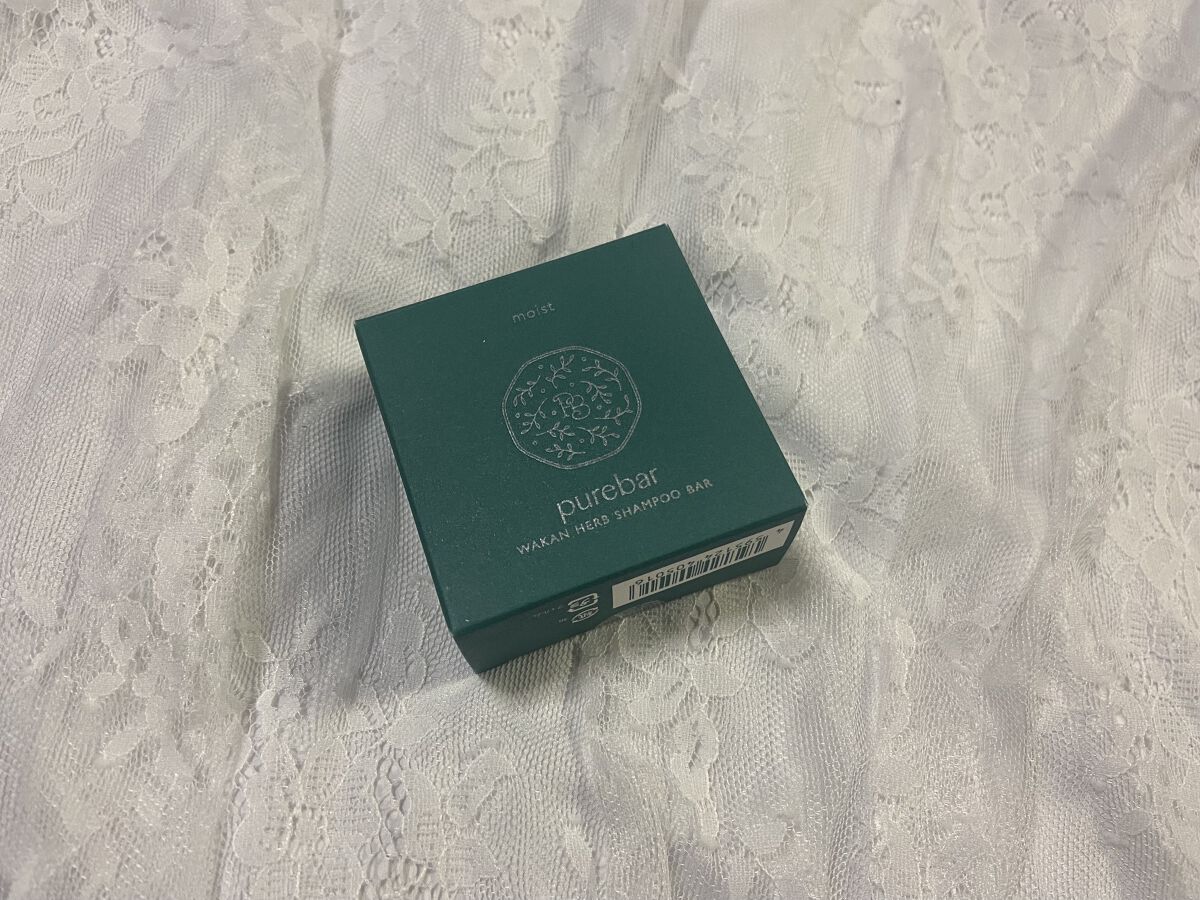 moist
PB
purebar
WAKAN HERB SHAMPOO BAR